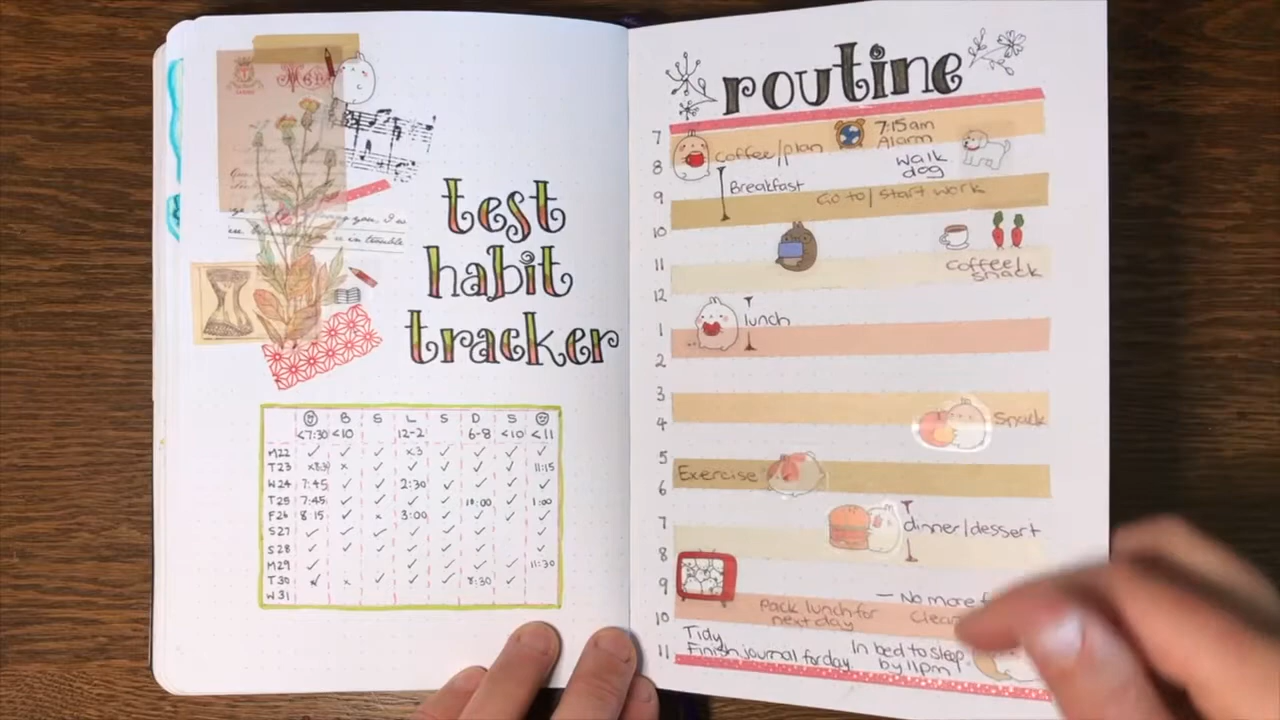 test
habit
tracker
B S L S D S
<7:30 <10 12-2 6-8 <10 <11
M22 ✓ ✓ ✓ x3 ✓ ✓ ✓ ✓
T23 x8:30 x ✓ ✓ ✓ ✓ ✓ 11:15
W24 7:45 ✓ ✓ 2:30 ✓ ✓ ✓ ✓
T25 7:45 ✓ ✓ ✓ ✓ 10:00 ✓ 1:00
F26 8:15 ✓ x 3:00 ✓ ✓ ✓ ✓
S27 ✓ ✓ ✓ ✓ ✓ ✓ ✓
S28 ✓ ✓ ✓ ✓ ✓ ✓ ✓
M29 ✓ ✓ ✓ ✓ ✓ ✓ 11:30
T30 ✓ x ✓ ✓ ✓ 8:30 ✓
W31
routine
7 7:15am
Alarm
coffee/plan
8 walk
dog
Breakfast
9 Go to/start work
10
11 coffee/
snack
12
lunch
1
2
3
4 snack
5
Exercise
6
7 dinner/dessert
8
9
— No more
Pack lunch for
next day
10
Tidy
Finish journal for day
11 In bed to sleep
by 11pm